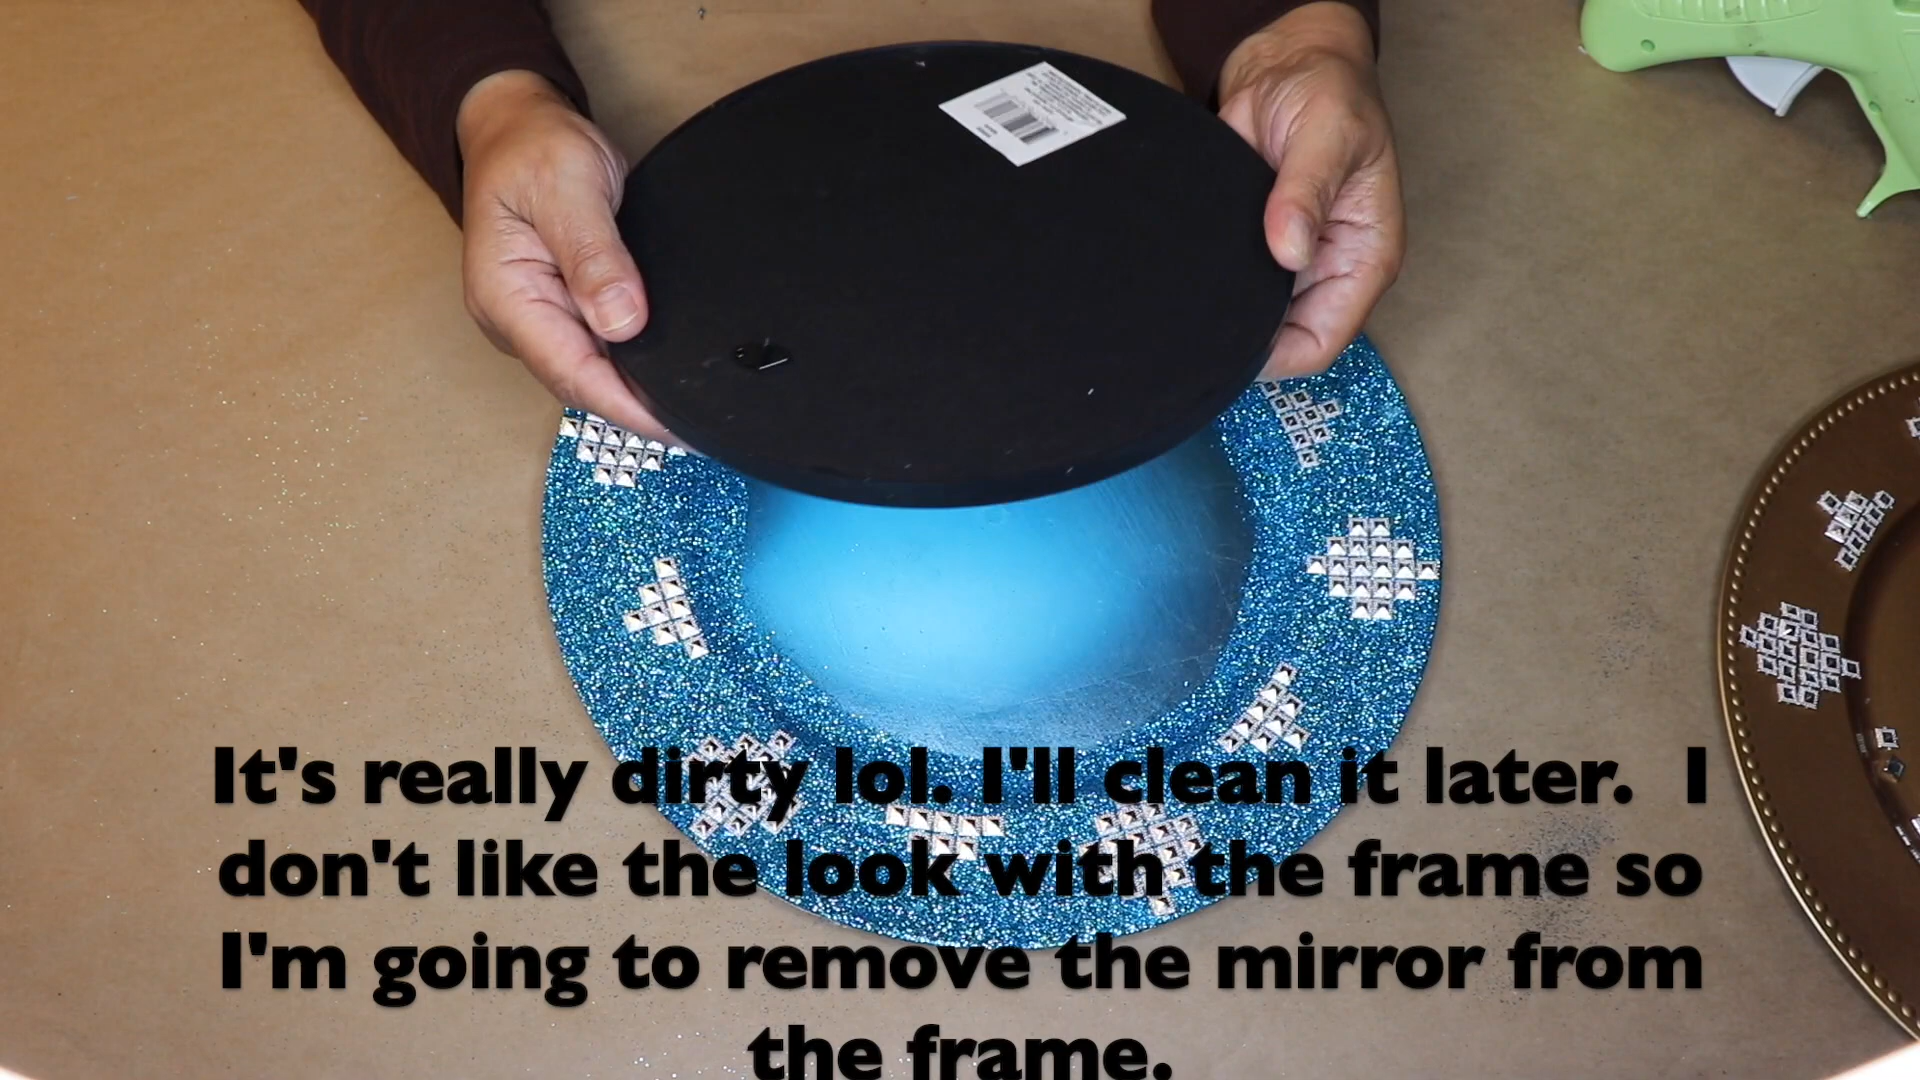 It's really dirty lol. I'll clean it later.  I
don't like the look with the frame so
I'm going to remove the mirror from
the frame.